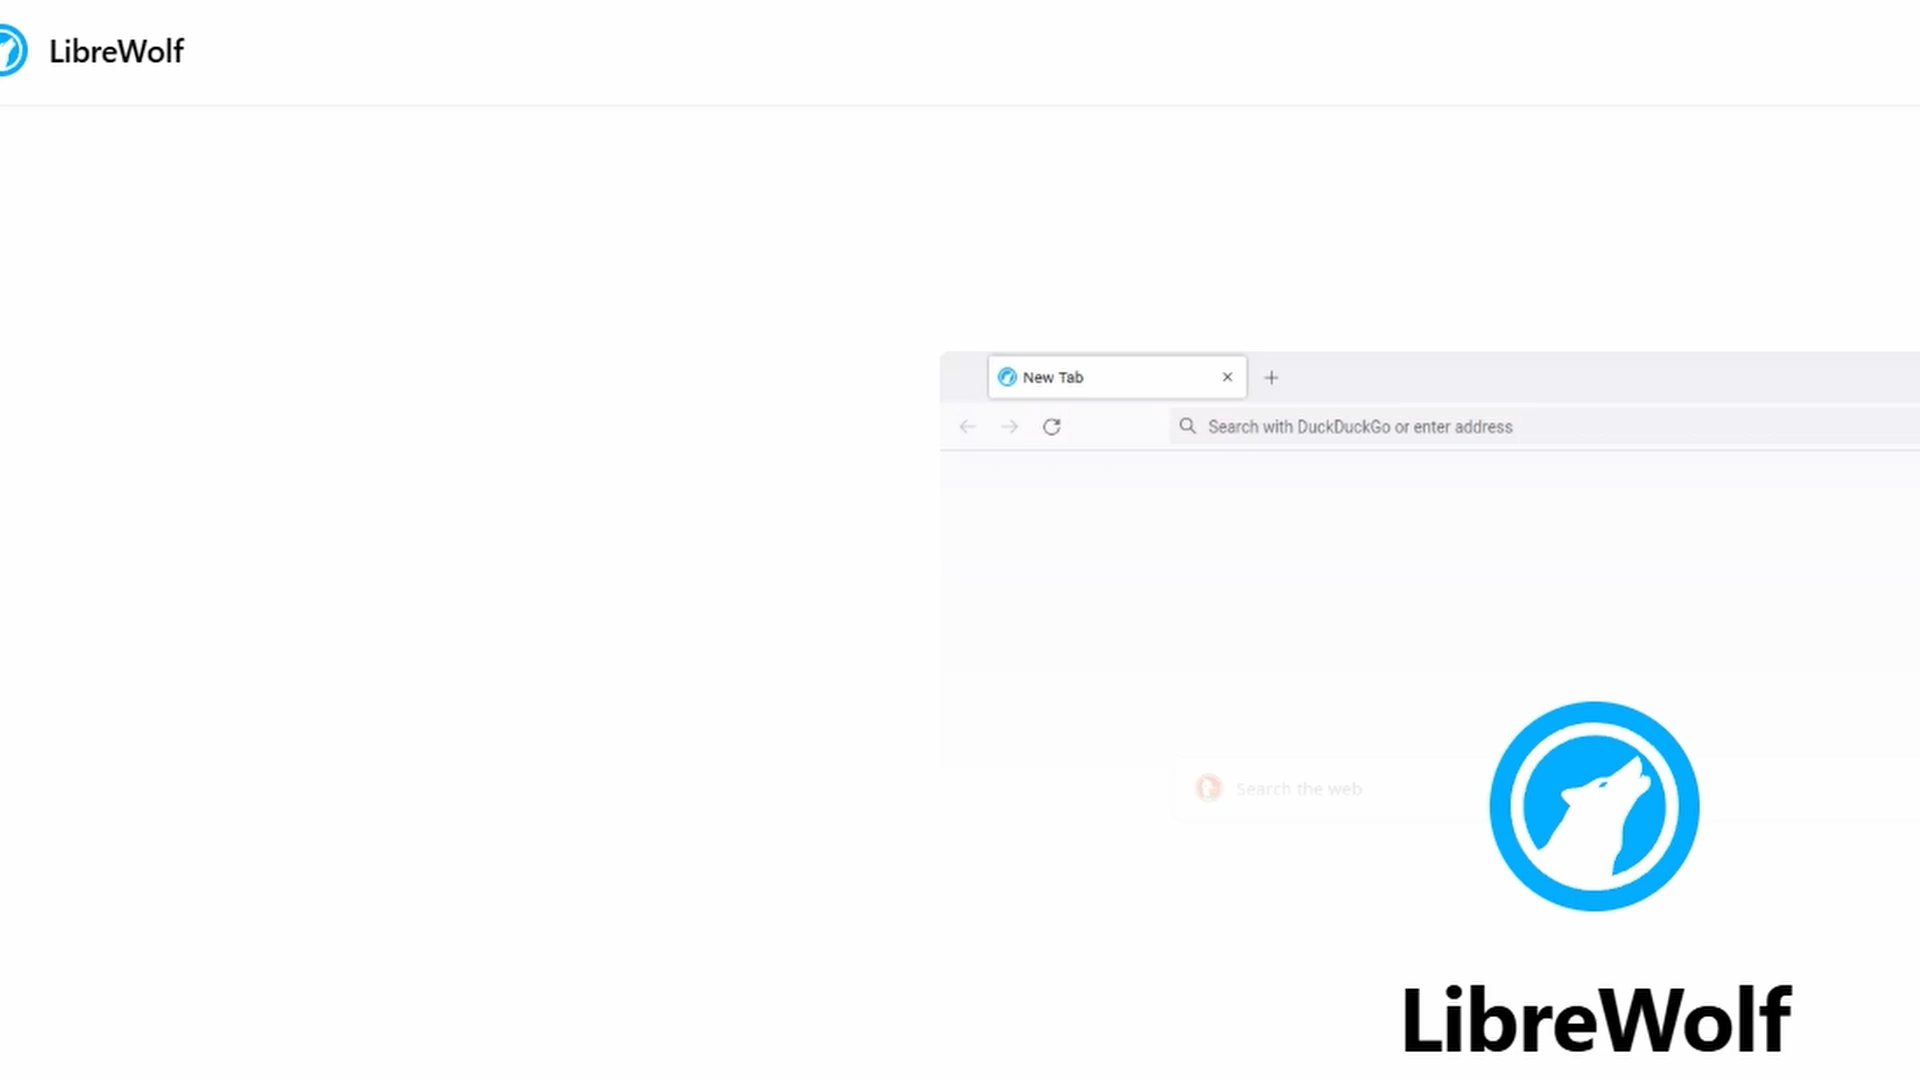 LibreWolf
New Tab
Search with DuckDuckGo or enter address
Search the web
LibreWolf